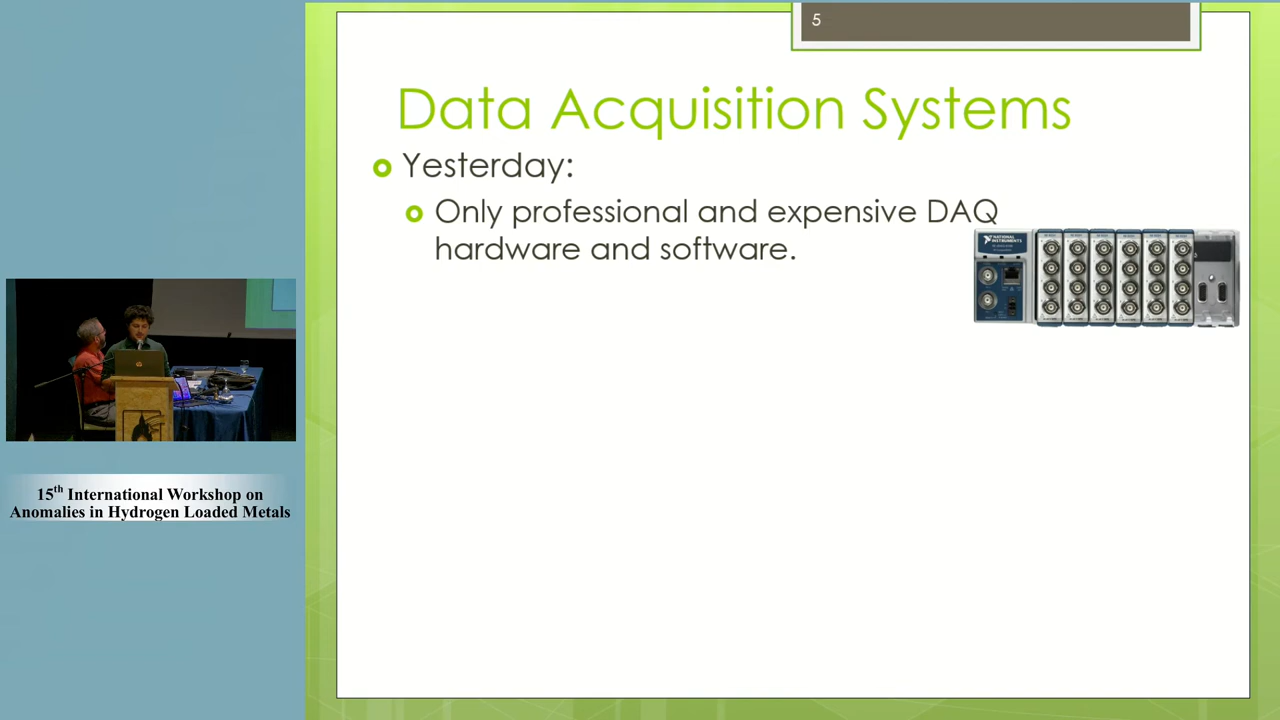 5
Data Acquisition Systems
Yesterday:
Only professional and expensive DAQ
hardware and software.
NATIONAL
INSTRUMENTS
15th International Workshop on
Anomalies in Hydrogen Loaded Metals